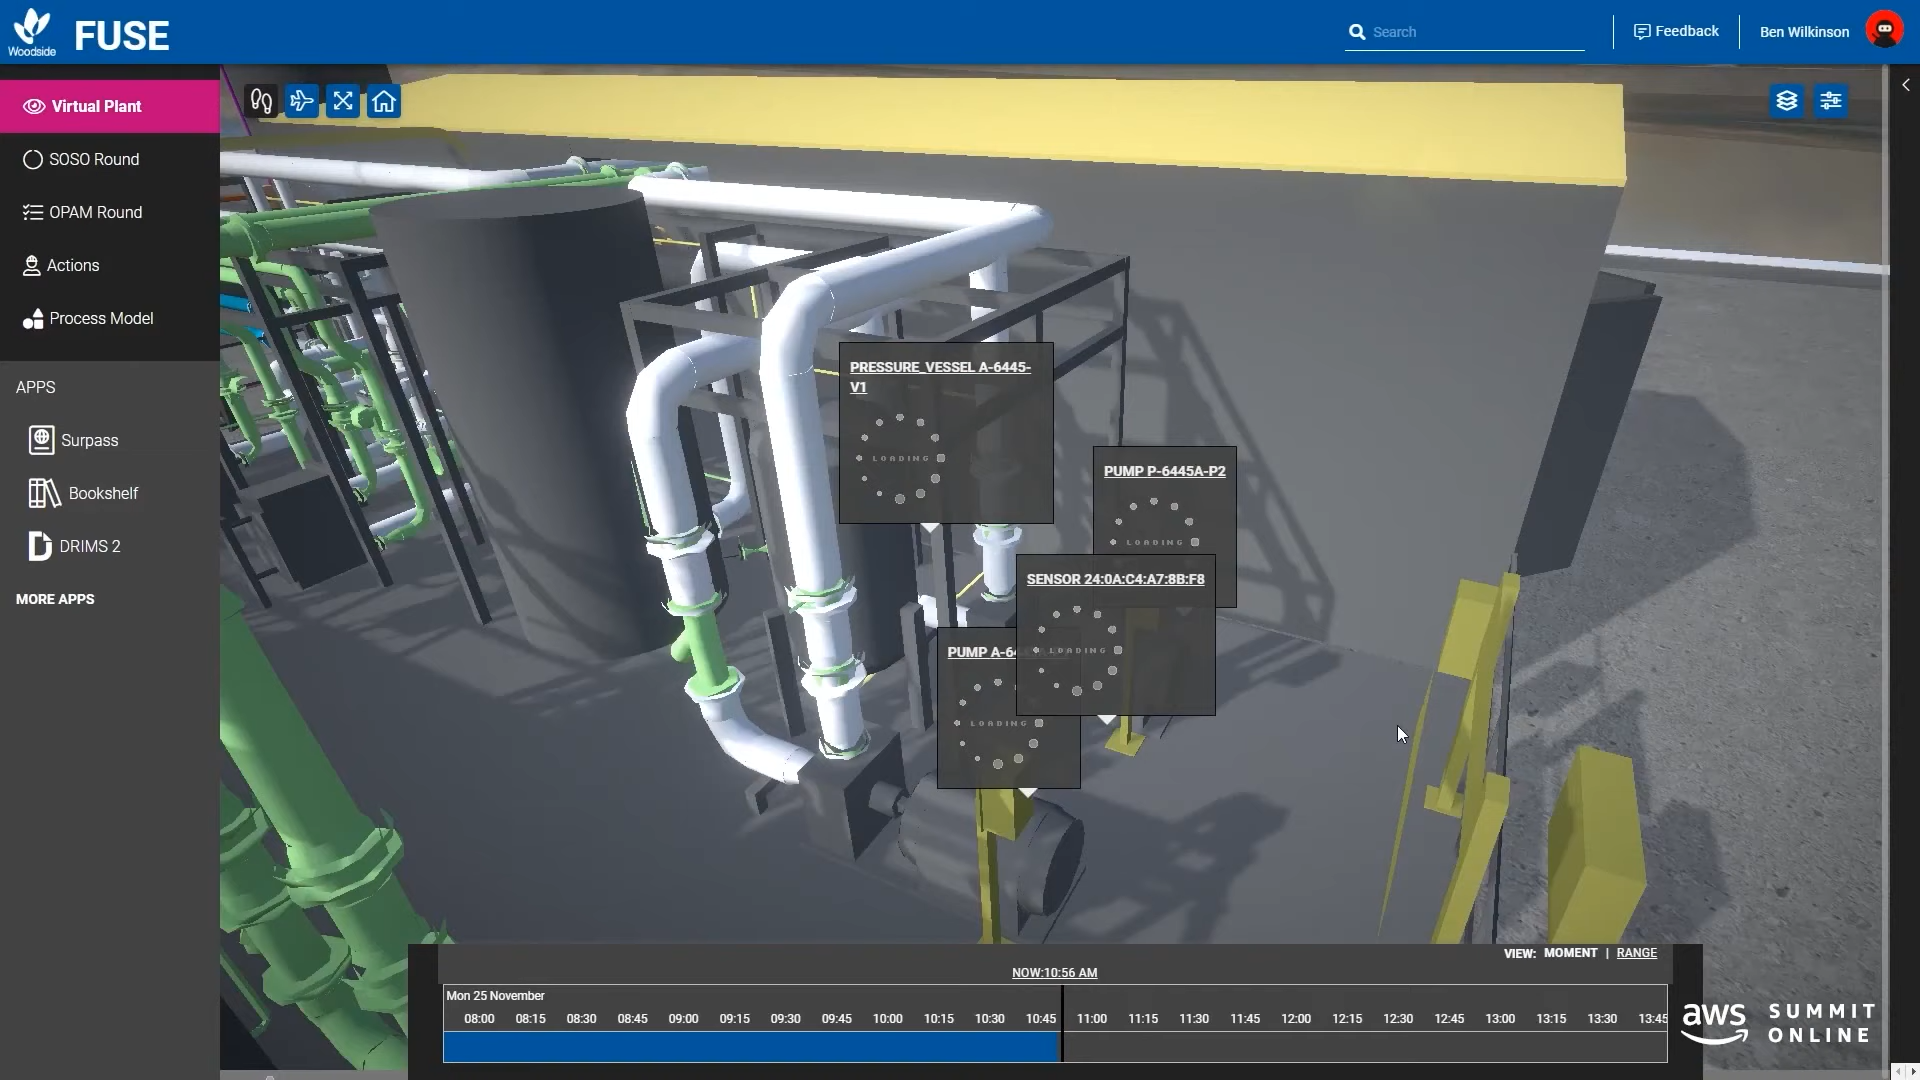 Woodside
FUSE
Search
Feedback
Ben Wilkinson
Virtual Plant
SOSO Round
OPAM Round
Actions
Process Model
APPS
Surpass
Bookshelf
DRIMS 2
MORE APPS
PRESSURE_VESSEL A-6445-
V1
LOADING
PUMP P-6445A-P2
LOADING
SENSOR 24:0A:C4:A7:8B:F8
LOADING
PUMP A-64
LOADING
VIEW: MOMENT | RANGE
NOW:10:56 AM
Mon 25 November
08:00 08:15 08:30 08:45 09:00 09:15 09:30 09:45 10:00 10:15 10:30 10:45 11:00 11:15 11:30 11:45 12:00 12:15 12:30 12:45 13:00 13:15 13:30 13:45
aws SUMMIT
ONLINE